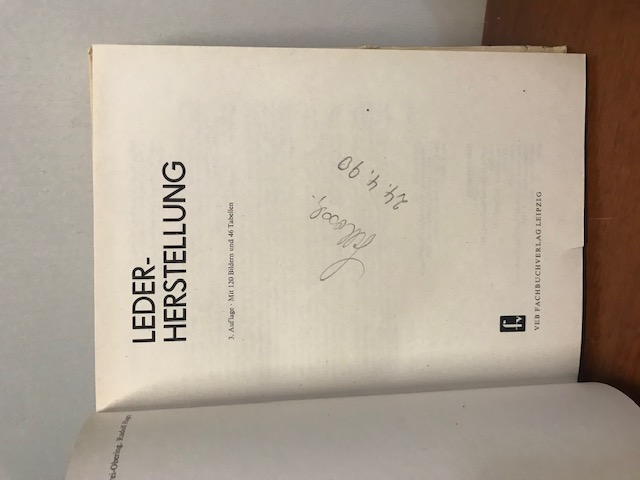 LEDER-
HERSTELLUNG
3. Auflage · Mit 120 Bildern und 46 Tabellen
24.4.90
VEB FACHBUCHVERLAG LEIPZIG